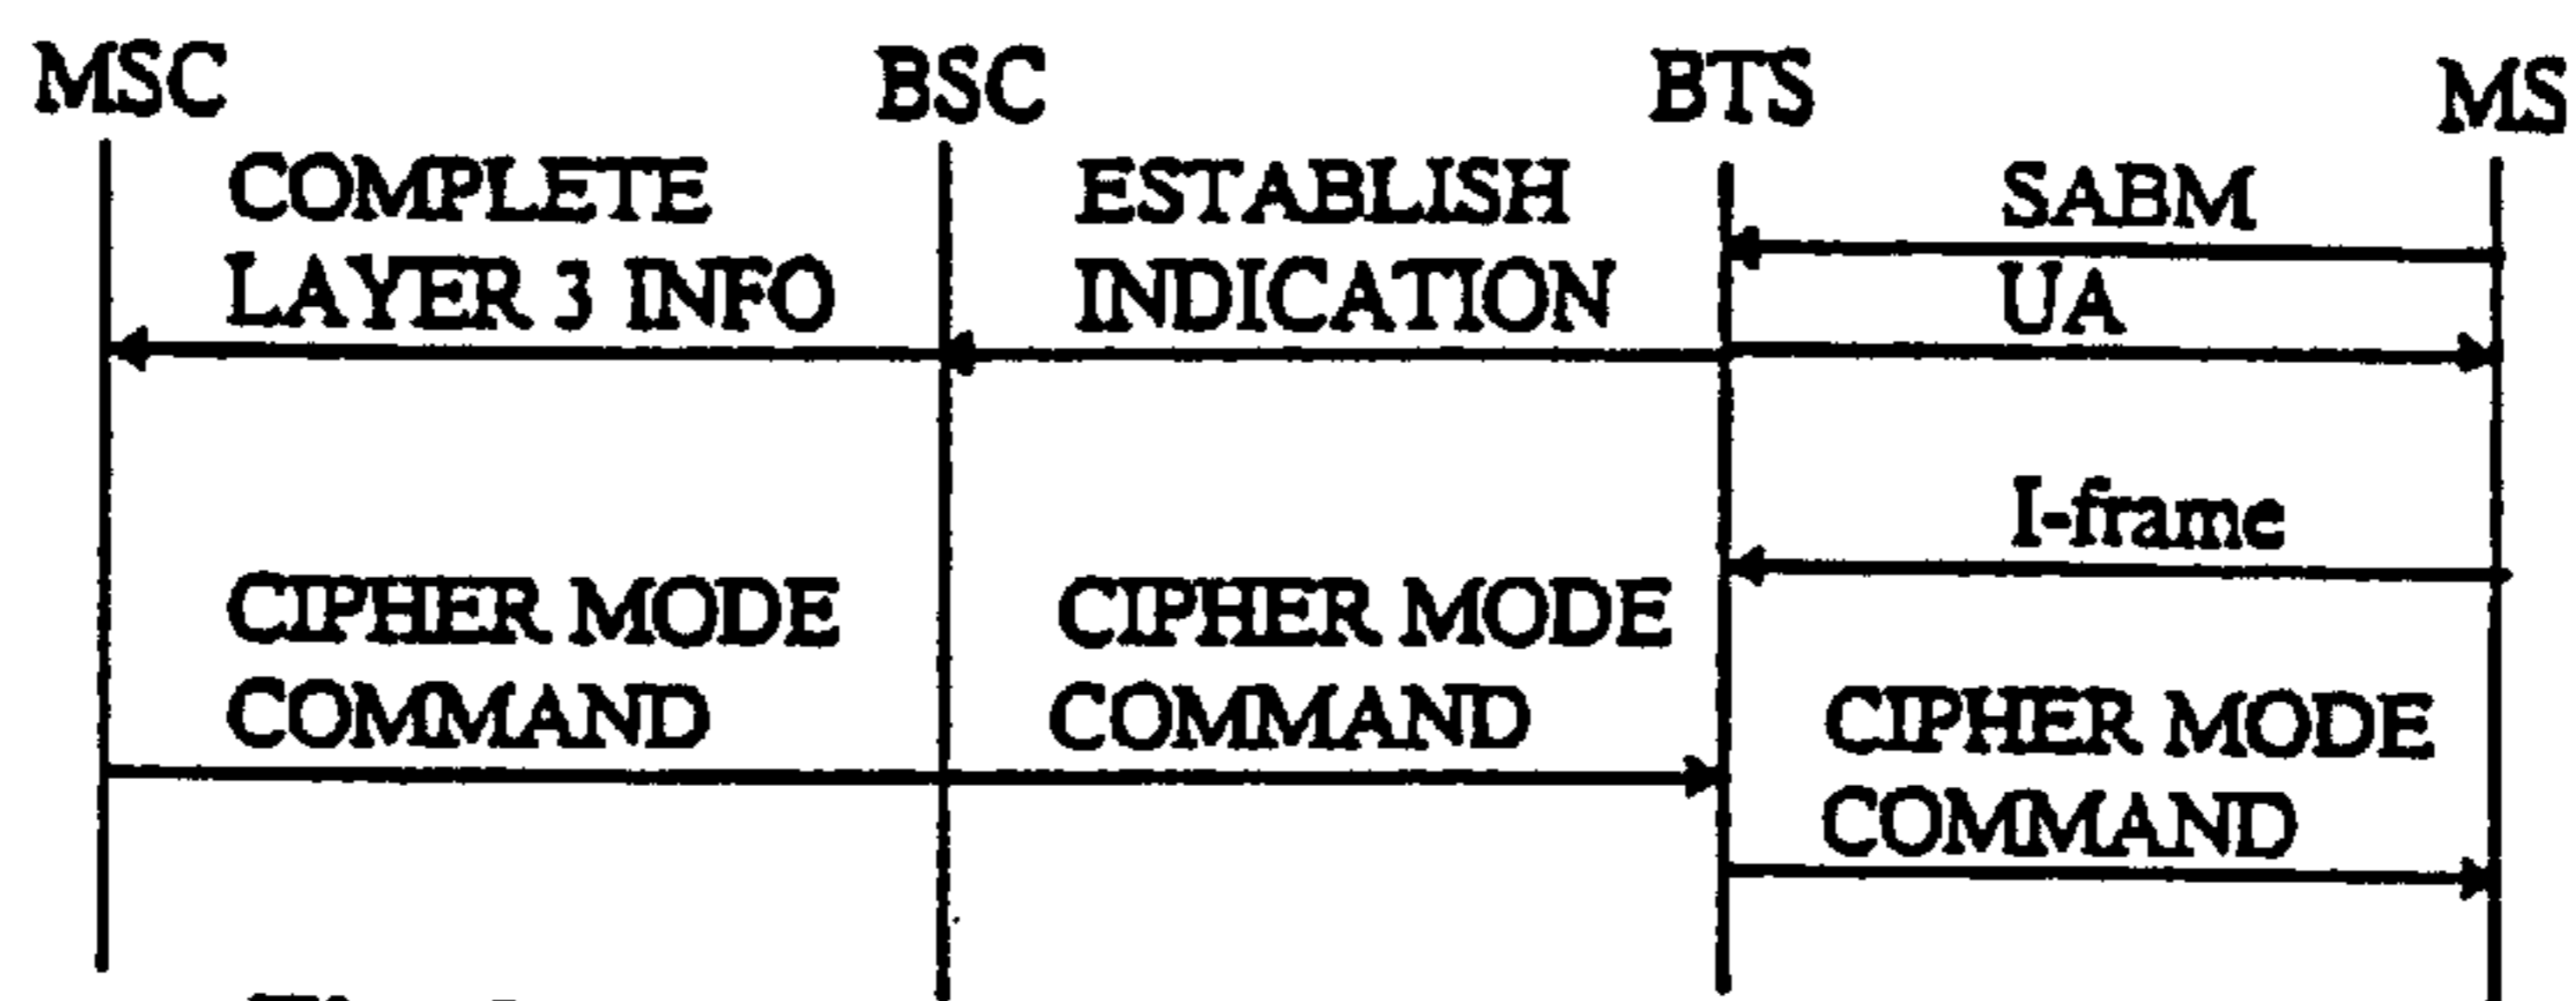 MSC BSC BTS MS
COMPLETE ESTABLISH SABM
LAYER 3 INFO INDICATION UA
I-frame
CIPHER MODE CIPHER MODE
COMMAND COMMAND CIPHER MODE
COMMAND